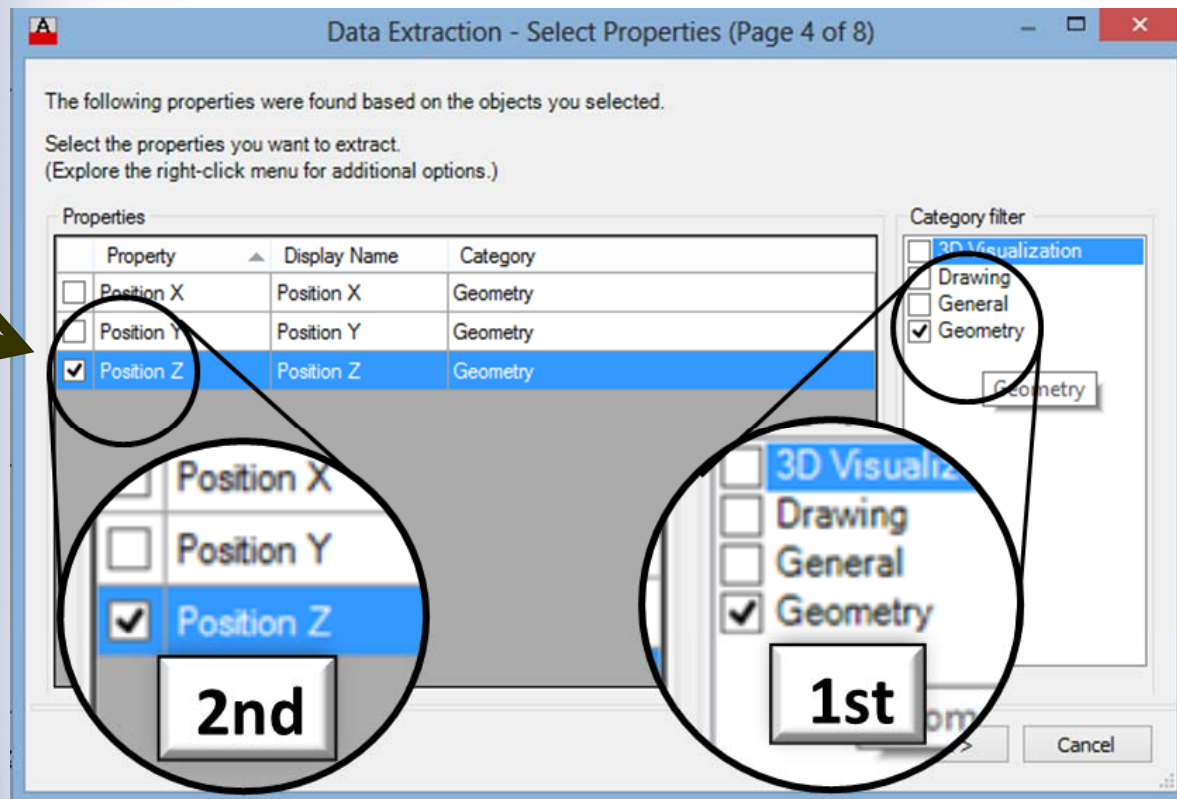 A
Data Extraction - Select Properties (Page 4 of 8)
The following properties were found based on the objects you selected.
Select the properties you want to extract.
(Explore the right-click menu for additional options.)
Properties
Property Display Name Category
Position X Position X Geometry
Position Y Position Y Geometry
Position Z Position Z Geometry
Category filter
3D Visualization
Drawing
General
Geometry
Geometry
Position X
Position Y
Position Z
2nd
3D
Drawing
General
Geometry
1st
> Cancel